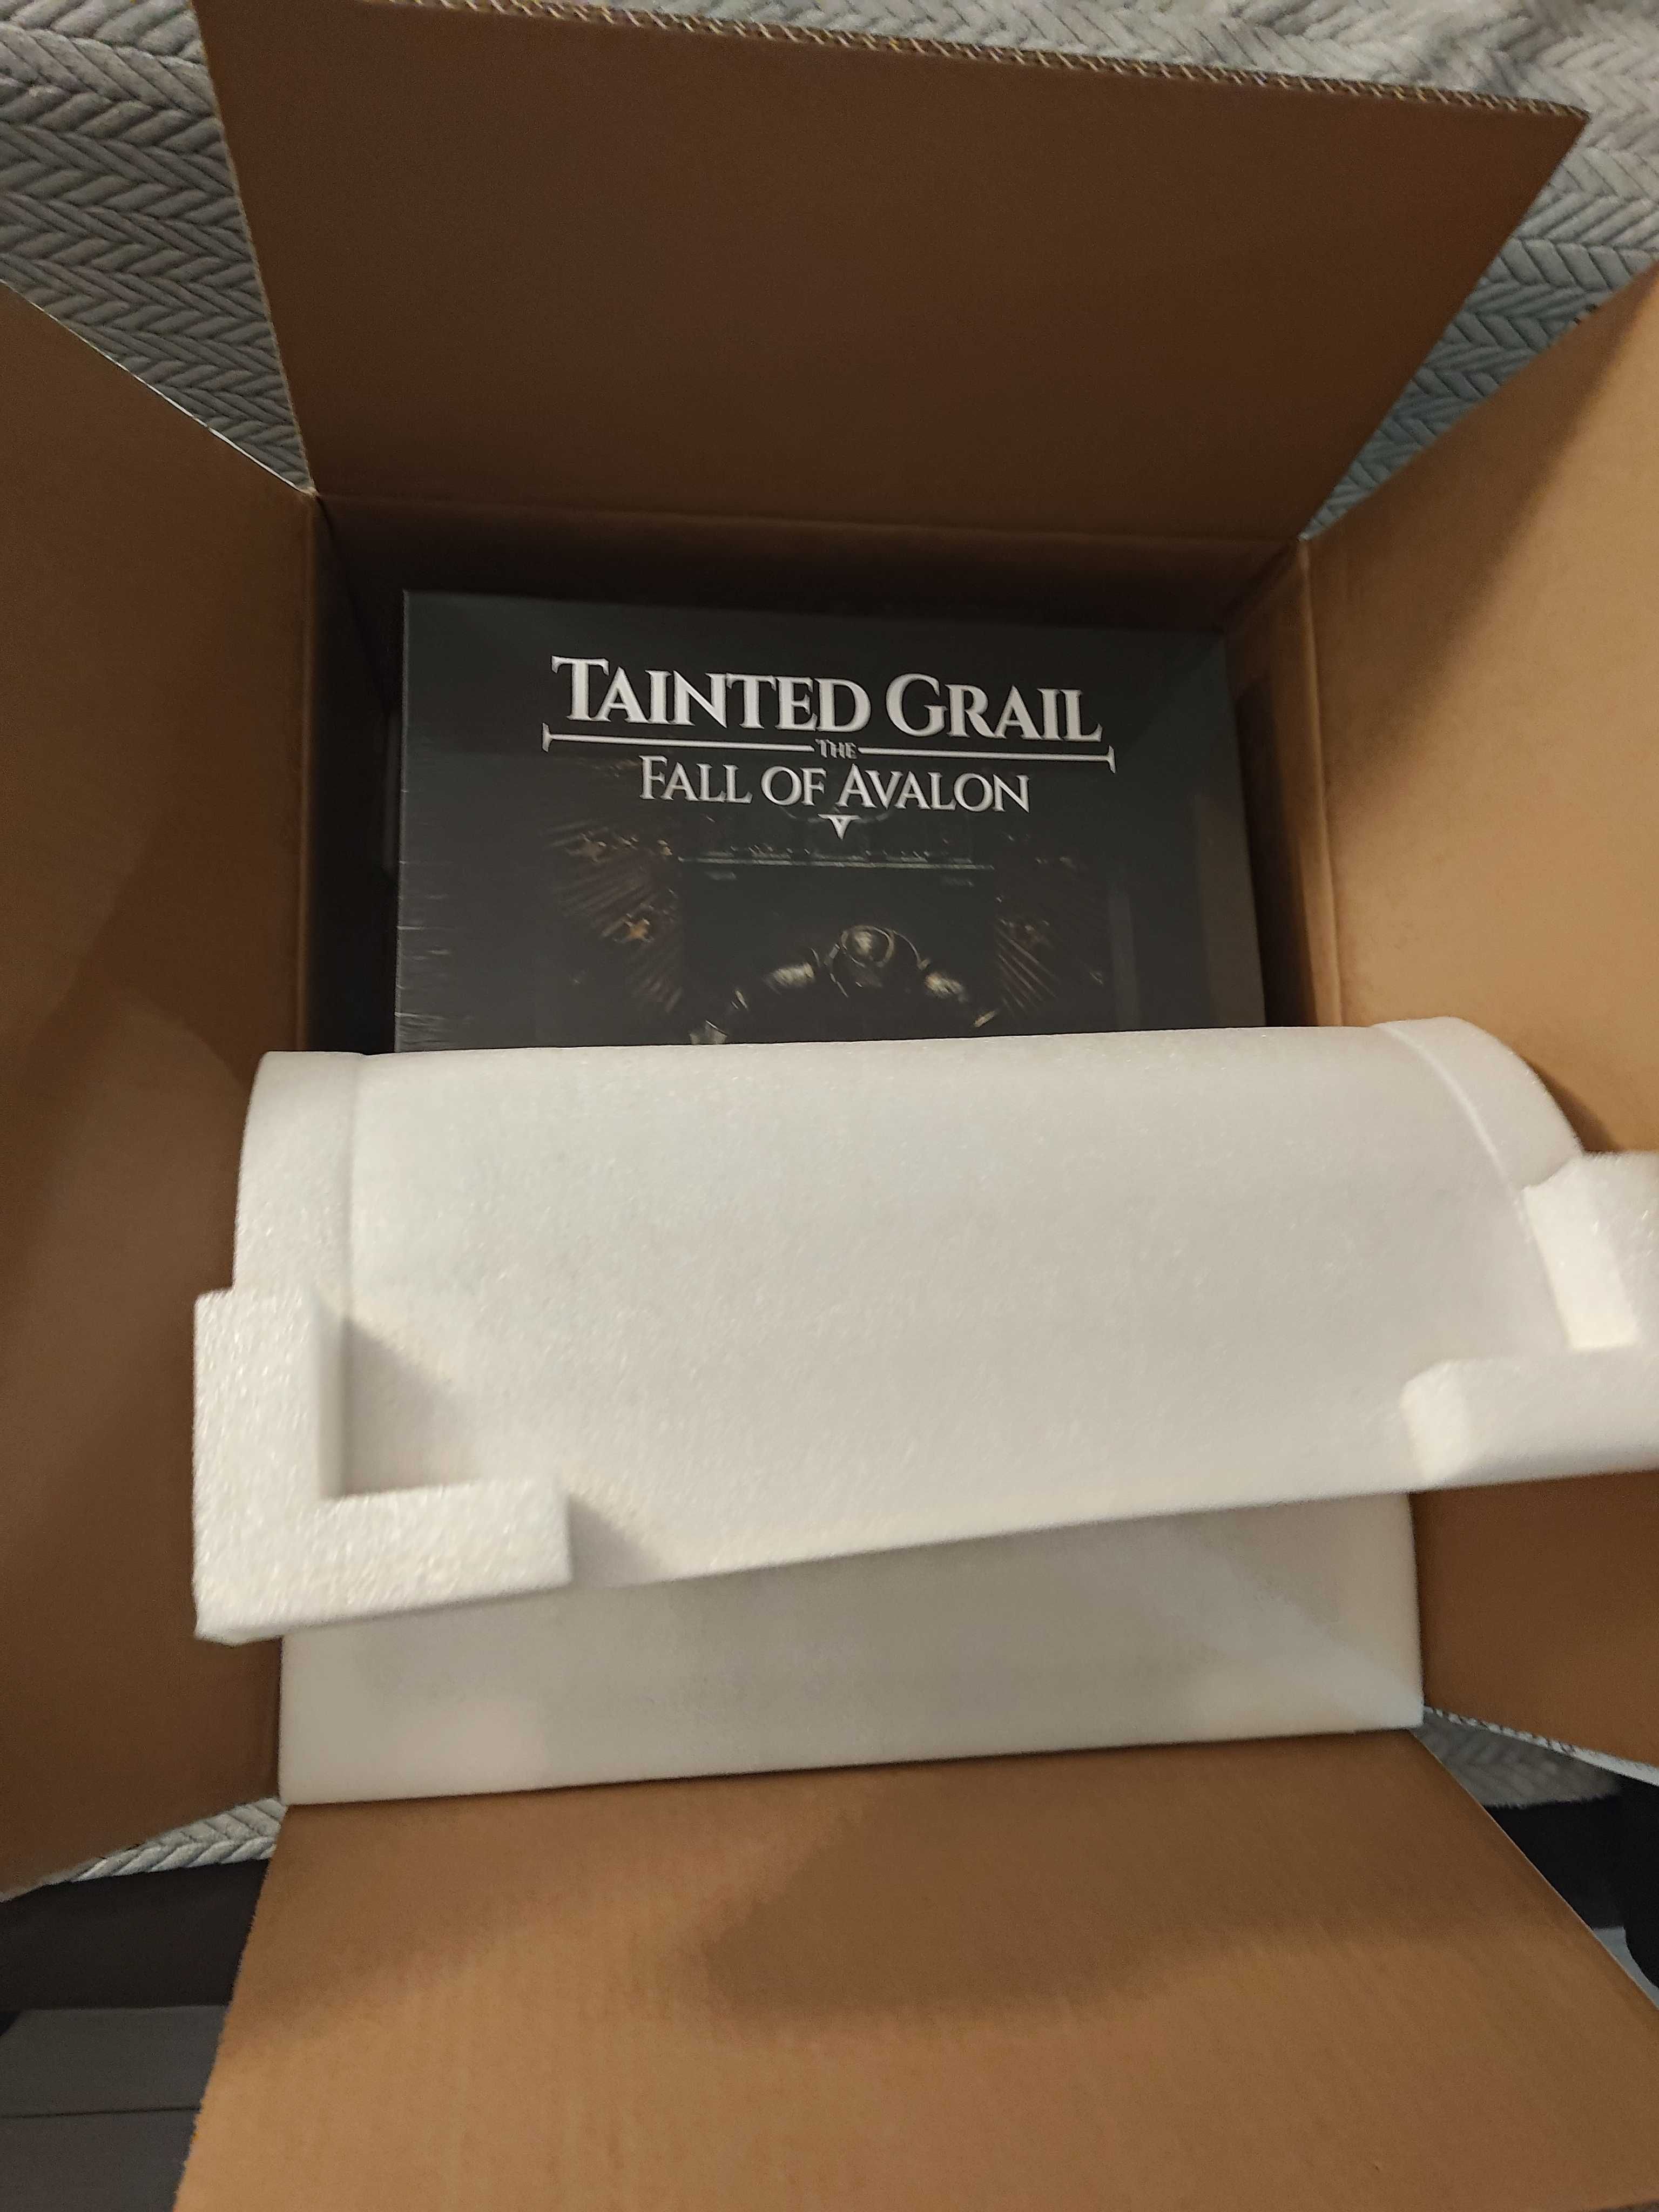 TAINTED GRAIL
THE
FALL OF AVALON